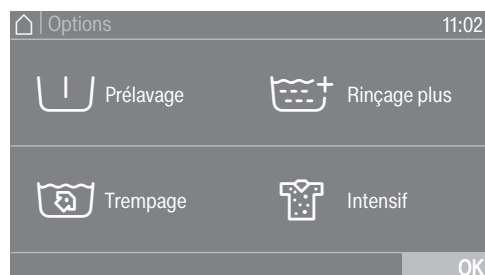 Options 11:02
Prélavage Rinçage plus
Trempage Intensif
OK